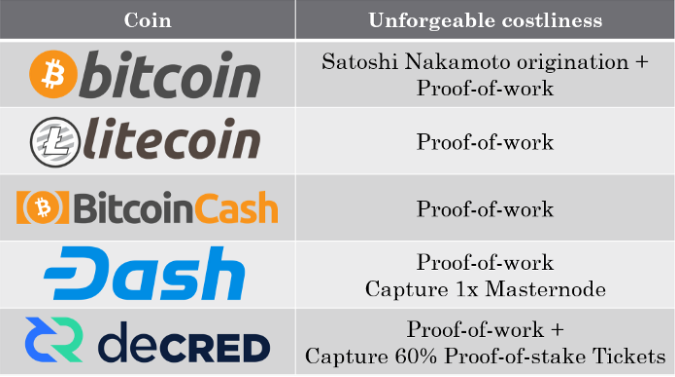 Coin Unforgeable costliness
bitcoin Satoshi Nakamoto origination +
Proof-of-work
litecoin Proof-of-work
BitcoinCash Proof-of-work
Dash Proof-of-work
Capture 1x Masternode
decRED Proof-of-work +
Capture 60% Proof-of-stake Tickets